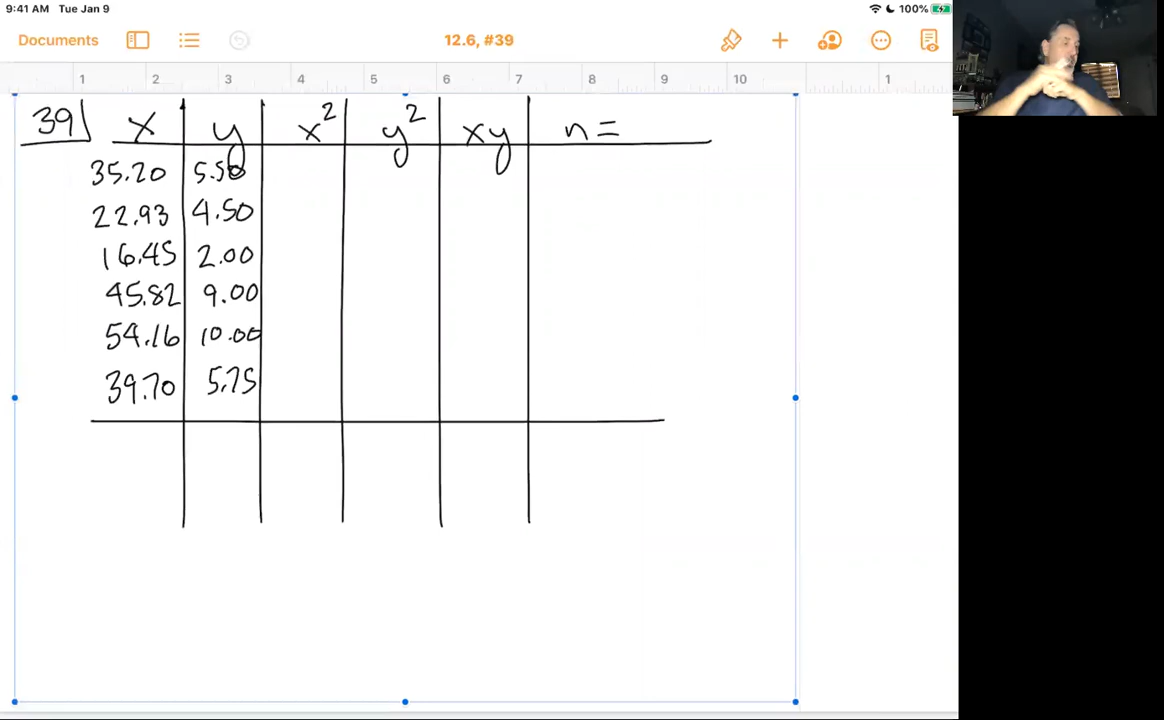 9:41 AM Tue Jan 9 100%
Documents 12.6, #39
1 2 3 4 5 6 7 8 9 10 1
39 x y x² y² xy n =
35.20 5.50
22.93 4.50
16.45 2.00
45.82 9.00
54.16 10.00
39.70 5.75